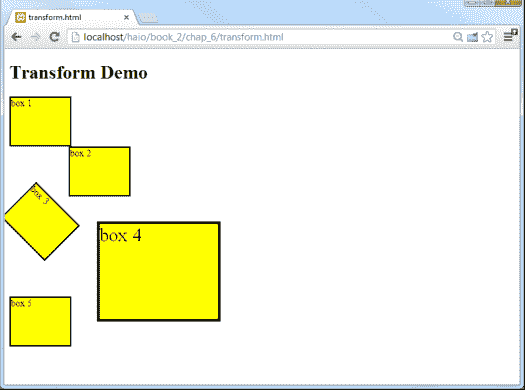 transform.html
localhost/haio/book_2/chap_6/transform.html
Transform Demo
box 1
box 2
box 3
box 4
box 5